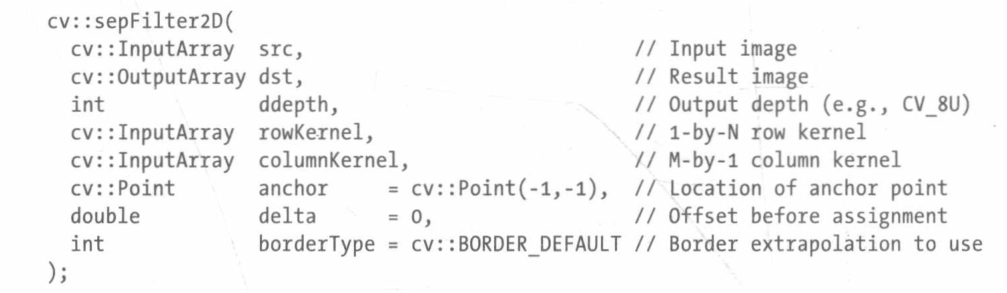 cv::sepFilter2D(
  cv::InputArray  src,                          // Input image
  cv::OutputArray dst,                          // Result image
  int             ddepth,                       // Output depth (e.g., CV_8U)
  cv::InputArray  rowKernel,                    // 1-by-N row kernel
  cv::InputArray  columnKernel,                 // M-by-1 column kernel
  cv::Point       anchor     = cv::Point(-1,-1),  // Location of anchor point
  double          delta      = 0,               // Offset before assignment
  int             borderType = cv::BORDER_DEFAULT // Border extrapolation to use
);